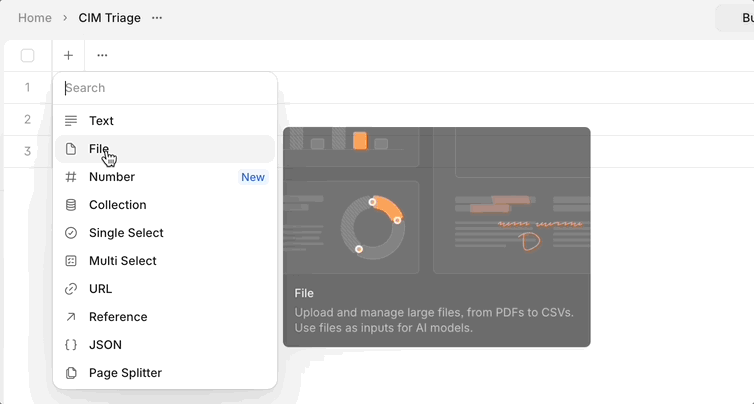 Home > CIM Triage ···
Bu
+ ···
1
2
3
Search
Text
File
Number New
Collection
Single Select
Multi Select
URL
Reference
JSON
Page Splitter
File
Upload and manage large files, from PDFs to CSVs.
Use files as inputs for AI models.